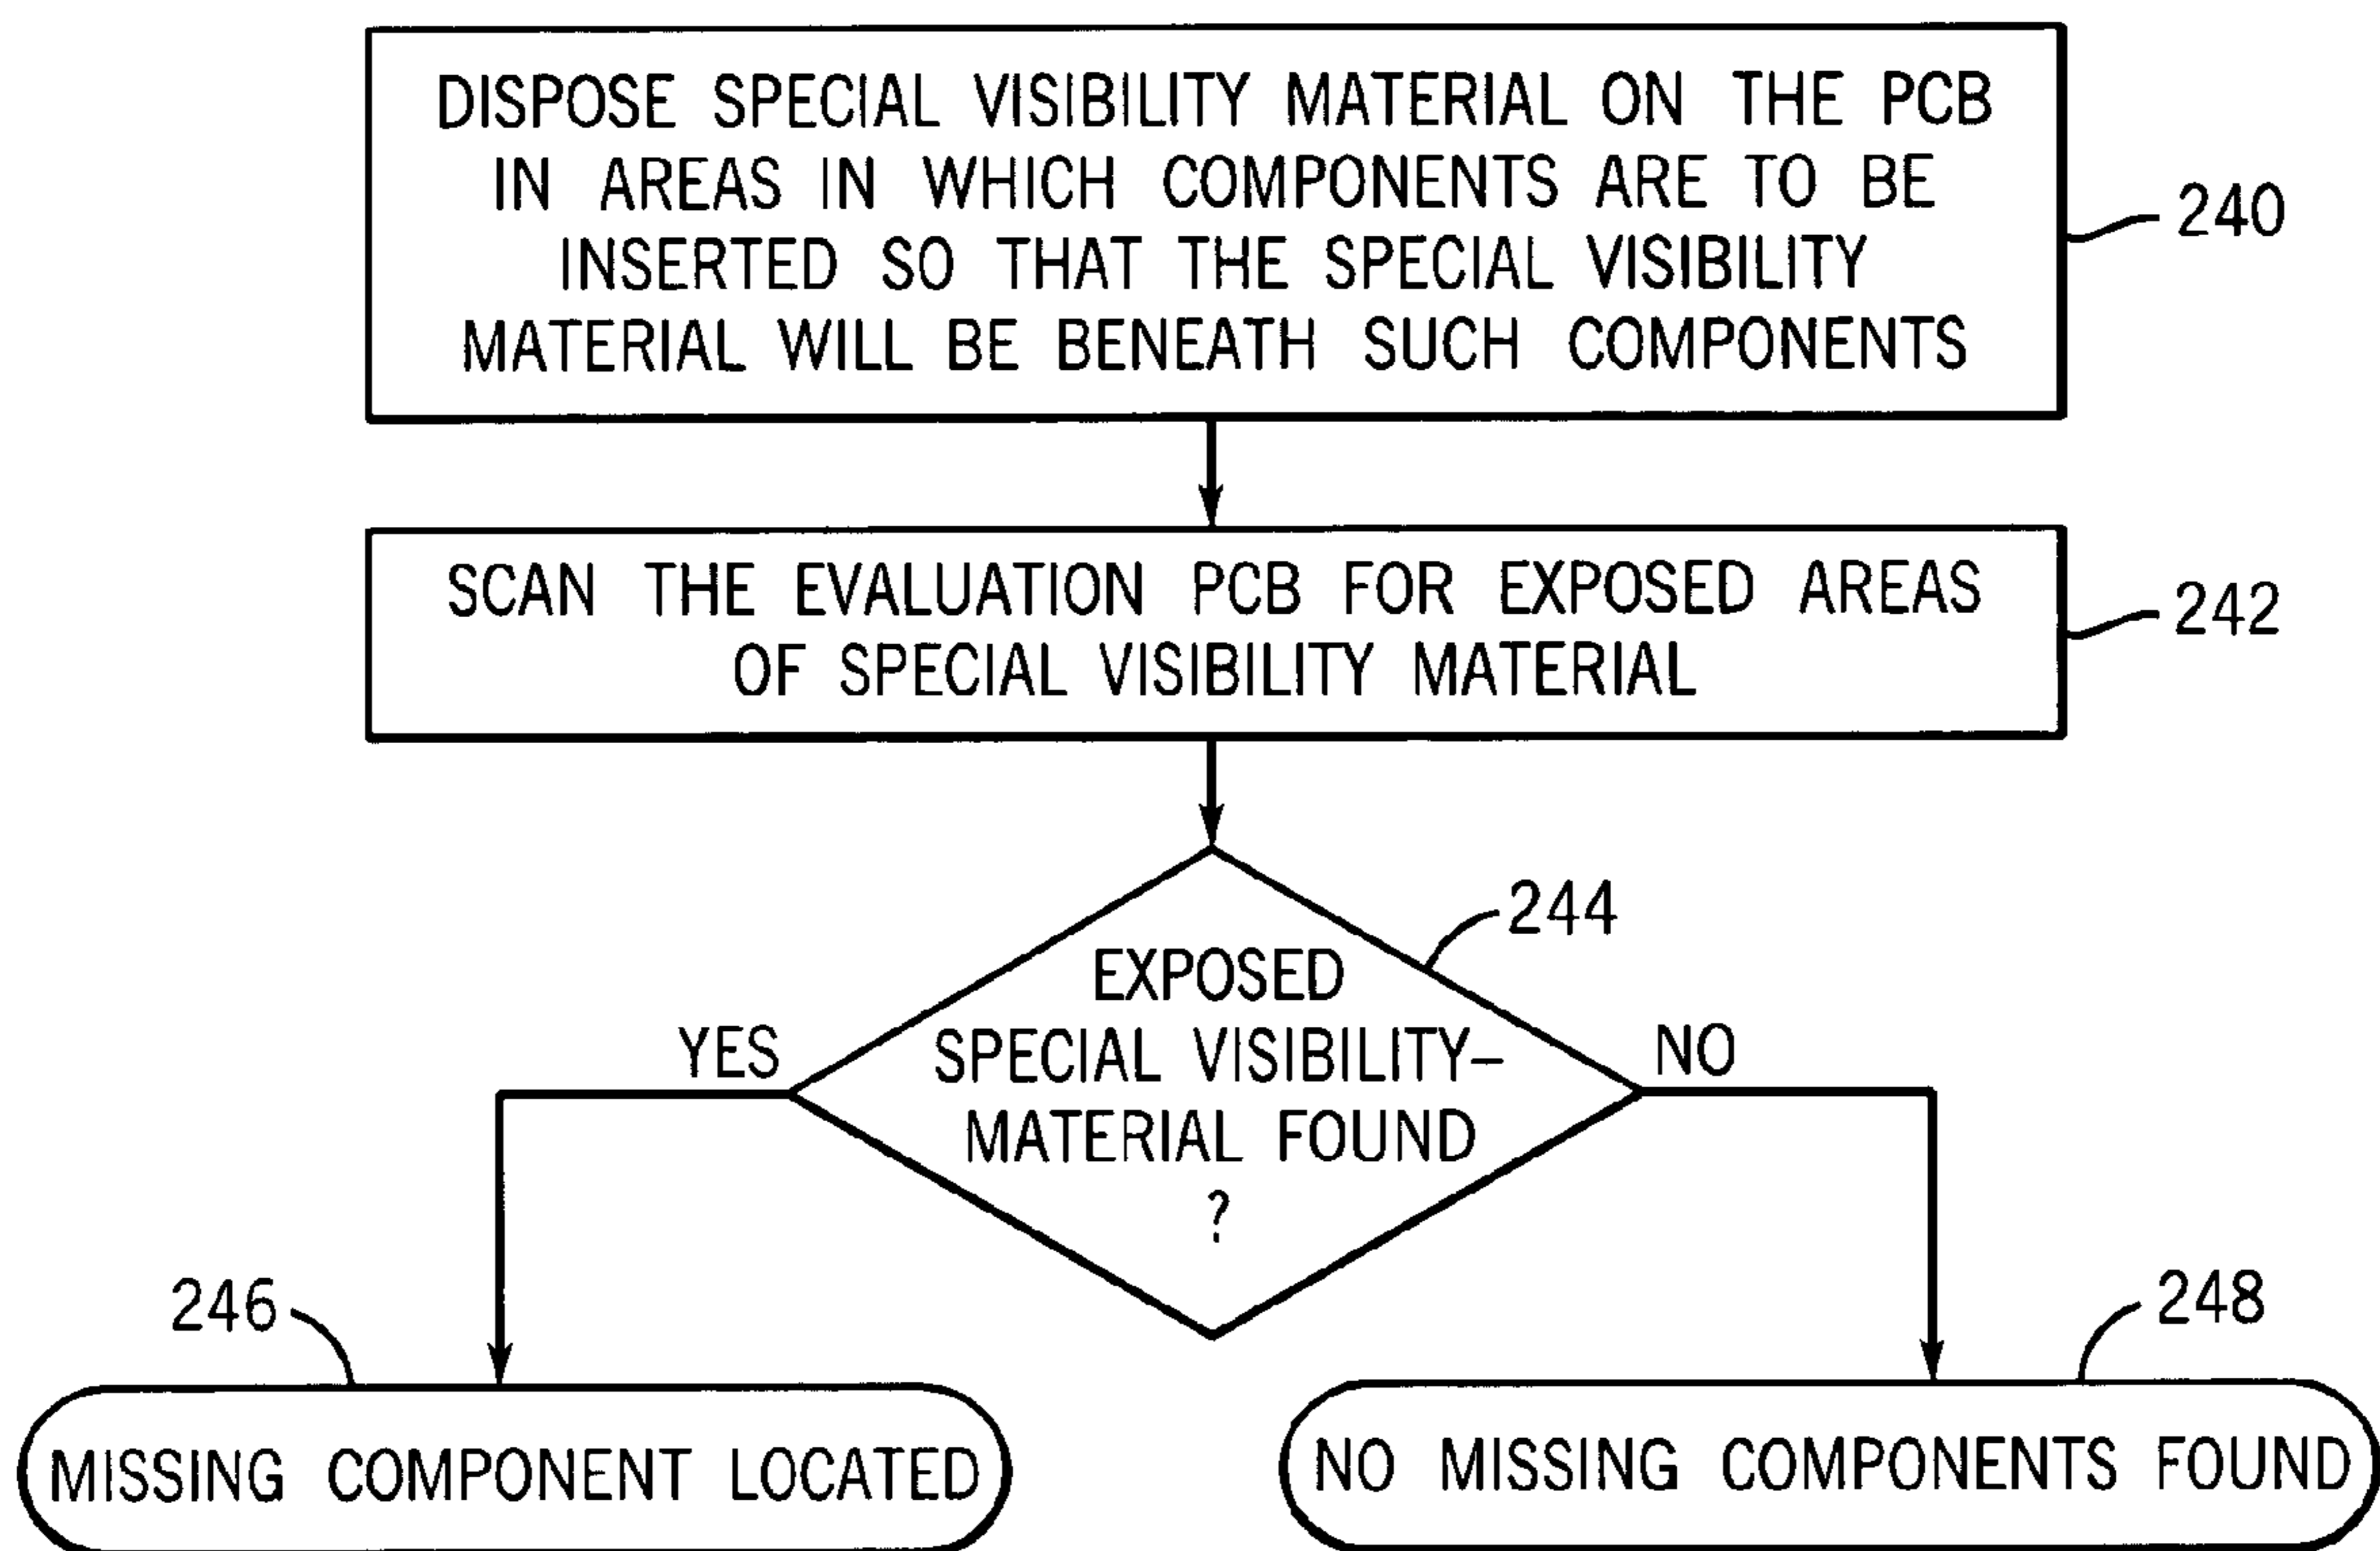 DISPOSE SPECIAL VISIBILITY MATERIAL ON THE PCB
IN AREAS IN WHICH COMPONENTS ARE TO BE
INSERTED SO THAT THE SPECIAL VISIBILITY
MATERIAL WILL BE BENEATH SUCH COMPONENTS
240
SCAN THE EVALUATION PCB FOR EXPOSED AREAS
OF SPECIAL VISIBILITY MATERIAL
242
244
EXPOSED
SPECIAL VISIBILITY–
MATERIAL FOUND
?
YES
NO
246
248
MISSING COMPONENT LOCATED
NO MISSING COMPONENTS FOUND